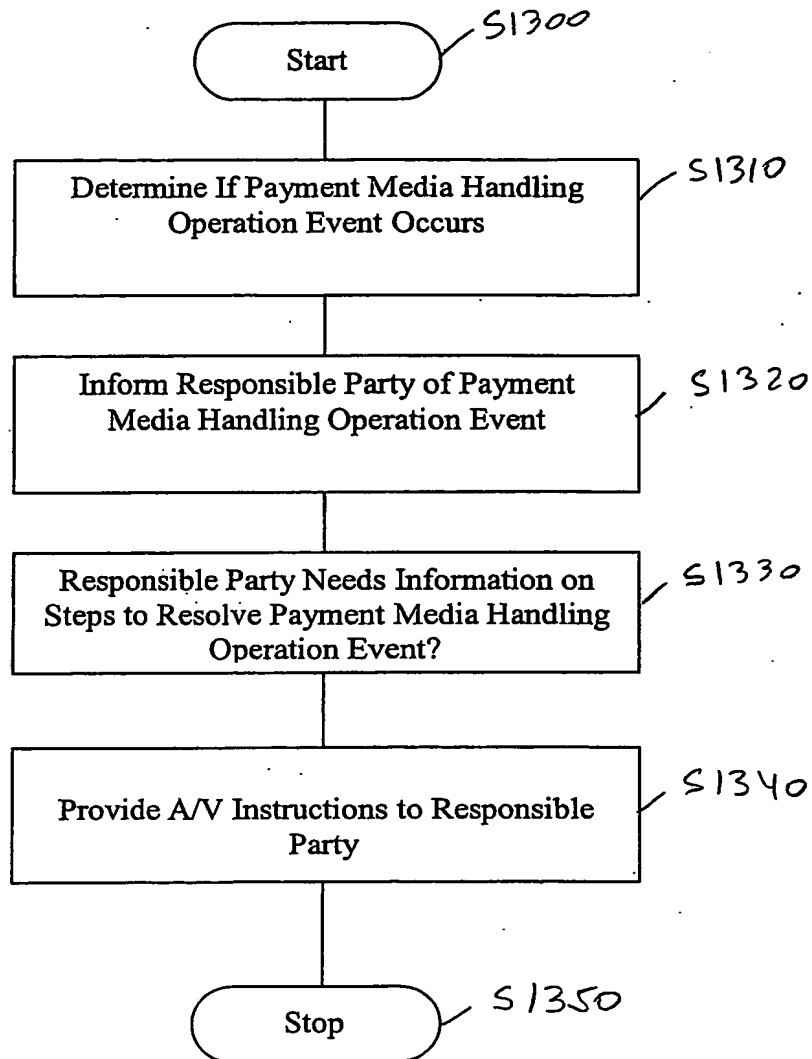 S1300
Start
S1310
Determine If Payment Media Handling
Operation Event Occurs
S1320
Inform Responsible Party of Payment
Media Handling Operation Event
S1330
Responsible Party Needs Information on
Steps to Resolve Payment Media Handling
Operation Event?
S1340
Provide A/V Instructions to Responsible
Party
S1350
Stop